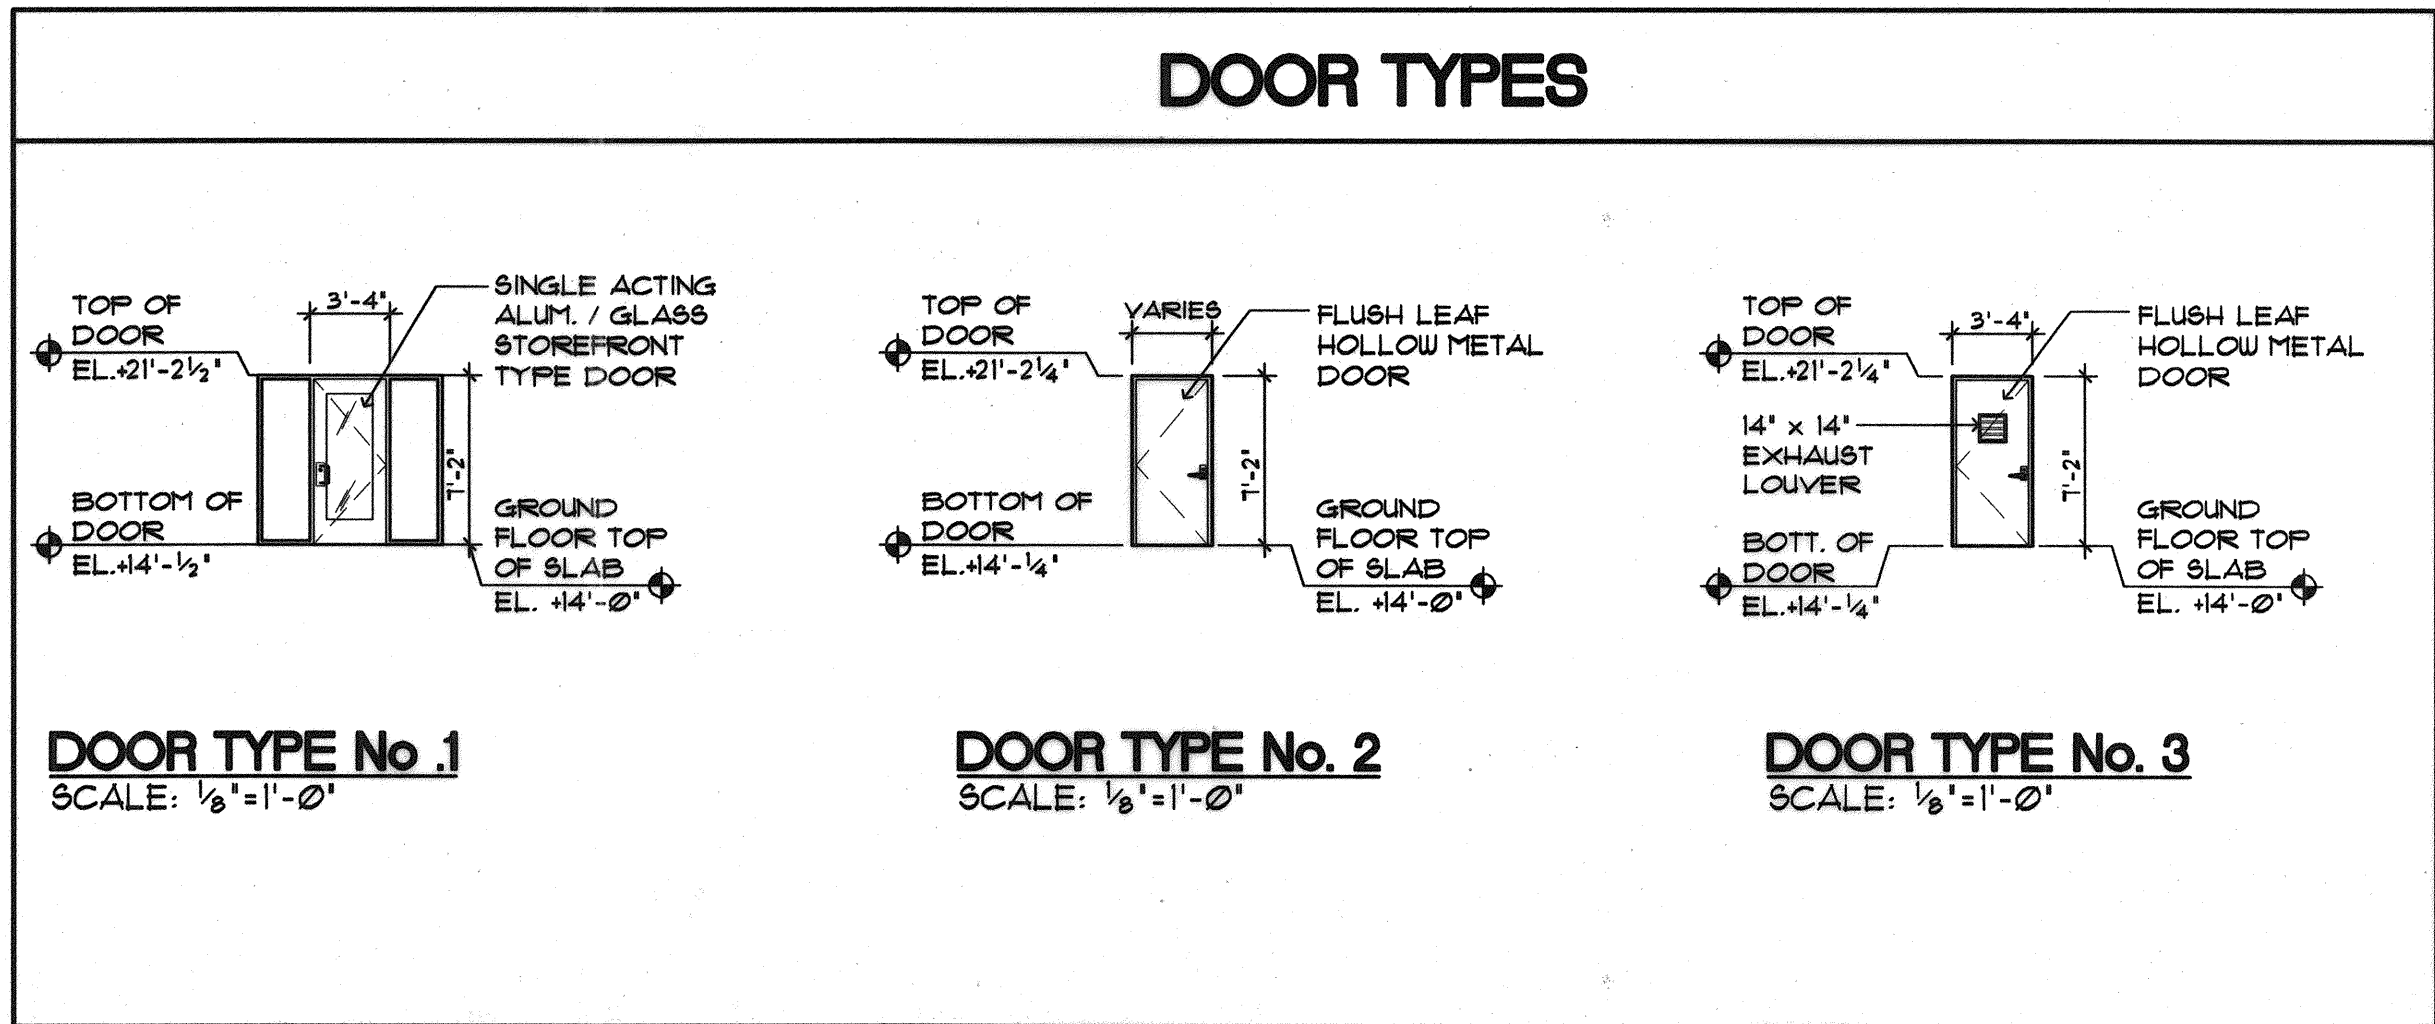 DOOR TYPES
TOP OF
DOOR
EL.+21'-2½"
3'-4"
SINGLE ACTING
ALUM. / GLASS
STOREFRONT
TYPE DOOR
7'-2"
BOTTOM OF
DOOR
EL.+14'-½"
GROUND
FLOOR TOP
OF SLAB
EL. +14'-Ø"
DOOR TYPE No .1
SCALE: ⅛"=1'-Ø"
TOP OF
DOOR
EL.+21'-2¼"
VARIES
FLUSH LEAF
HOLLOW METAL
DOOR
7'-2"
BOTTOM OF
DOOR
EL.+14'-¼"
GROUND
FLOOR TOP
OF SLAB
EL. +14'-Ø"
DOOR TYPE No. 2
SCALE: ⅛"=1'-Ø"
TOP OF
DOOR
EL.+21'-2¼"
3'-4"
FLUSH LEAF
HOLLOW METAL
DOOR
14" x 14"
EXHAUST
LOUVER
7'-2"
BOTT. OF
DOOR
EL.+14'-¼"
GROUND
FLOOR TOP
OF SLAB
EL. +14'-Ø"
DOOR TYPE No. 3
SCALE: ⅛"=1'-Ø"